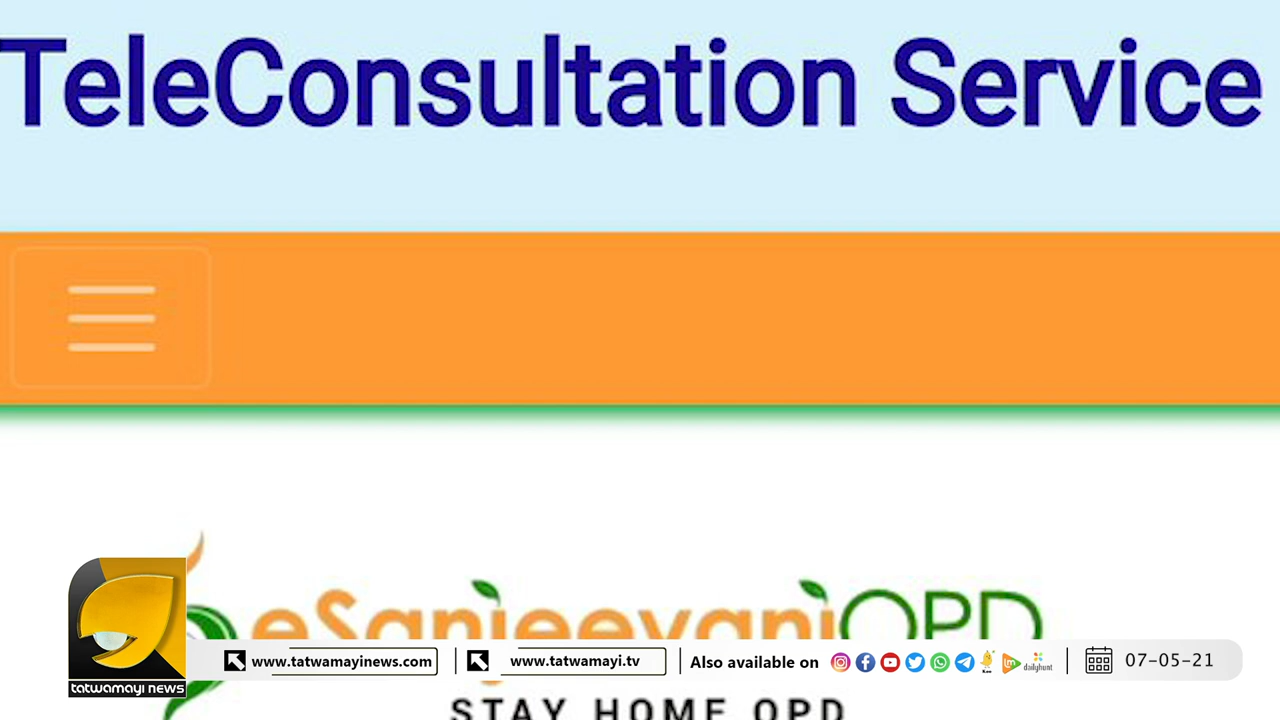 TeleConsultation Service
eSanjeevaniOPD
STAY HOME OPD
tatwamayi news
www.tatwamayinews.com
www.tatwamayi.tv
Also available on
dailyhunt
07-05-21